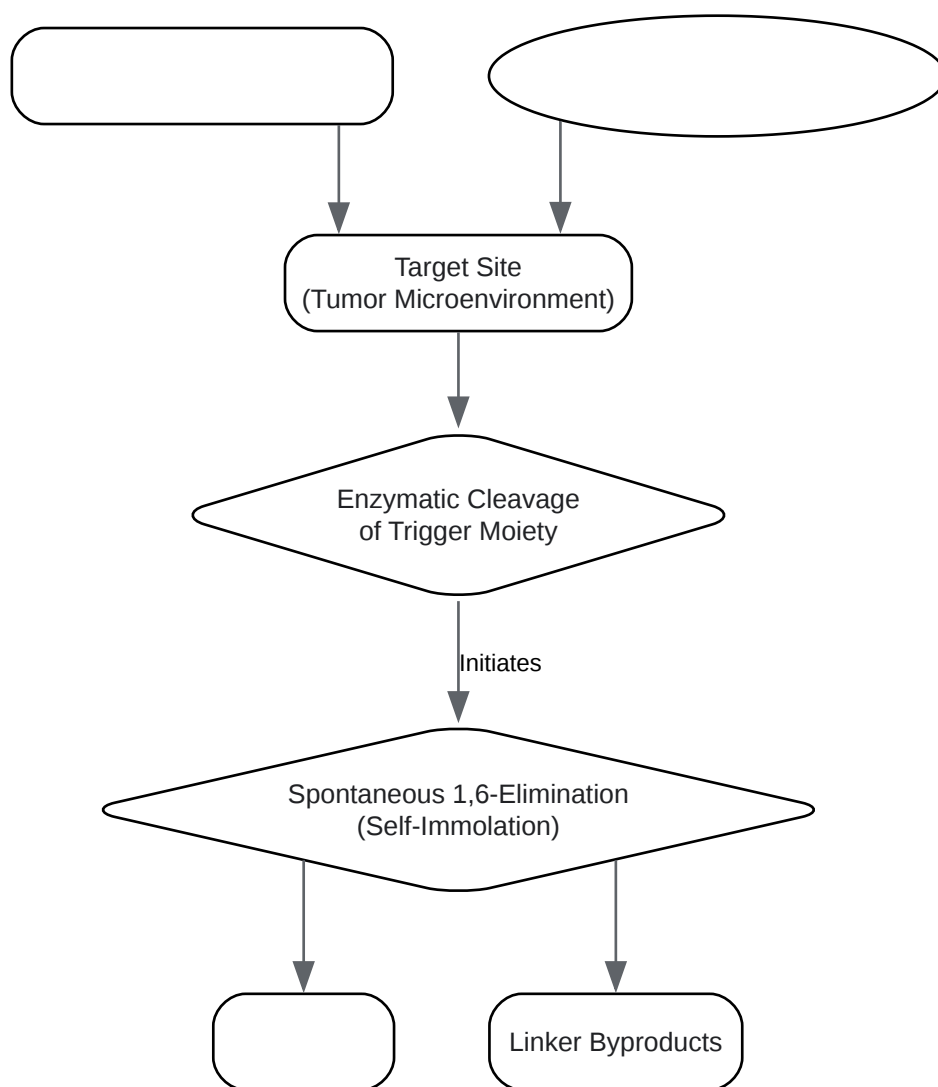 Target Site
(Tumor Microenvironment)
Enzymatic Cleavage
of Trigger Moiety
Initiates
Spontaneous 1,6-Elimination
(Self-Immolation)
Linker Byproducts